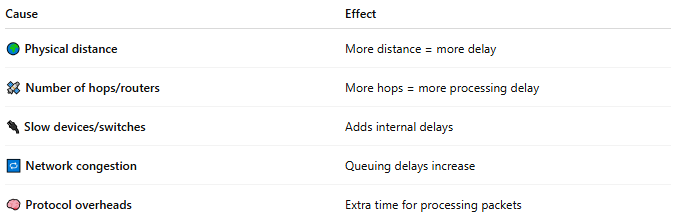 Cause Effect
🌍 Physical distance More distance = more delay
🛰️ Number of hops/routers More hops = more processing delay
🔌 Slow devices/switches Adds internal delays
🔁 Network congestion Queuing delays increase
🧠 Protocol overheads Extra time for processing packets